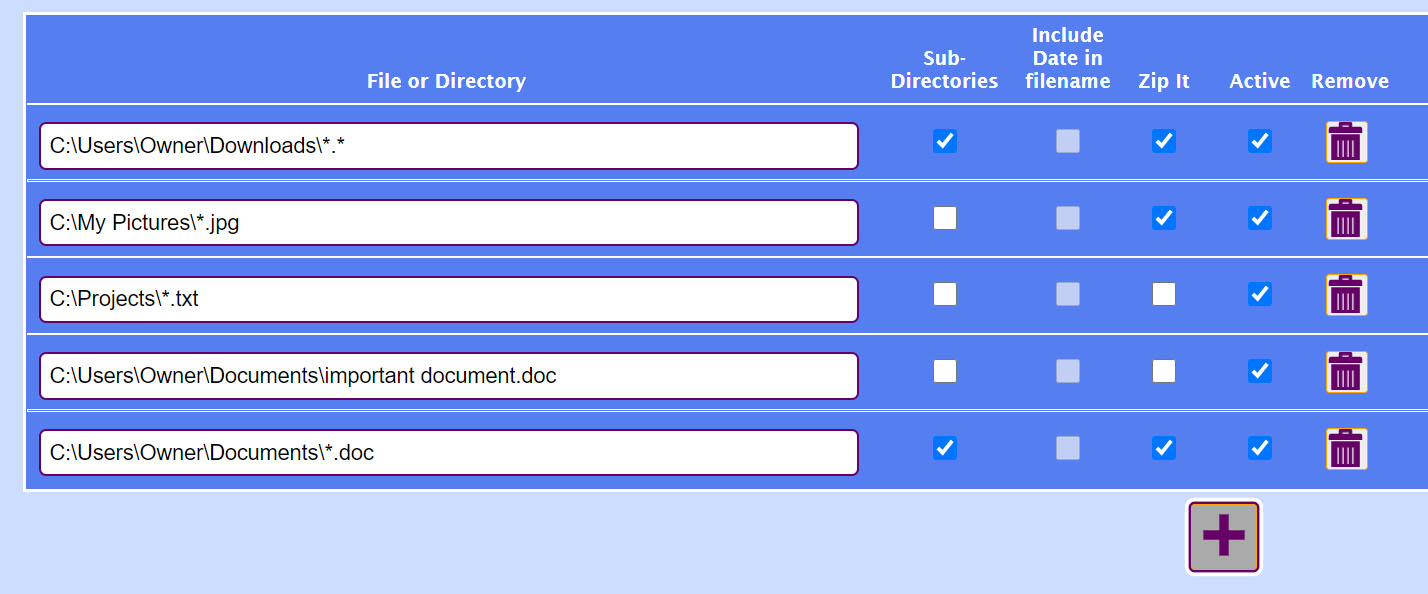 Include
Sub- Date in
File or Directory Directories filename Zip It Active Remove
C:\Users\Owner\Downloads\*.*
C:\My Pictures\*.jpg
C:\Projects\*.txt
C:\Users\Owner\Documents\important document.doc
C:\Users\Owner\Documents\*.doc